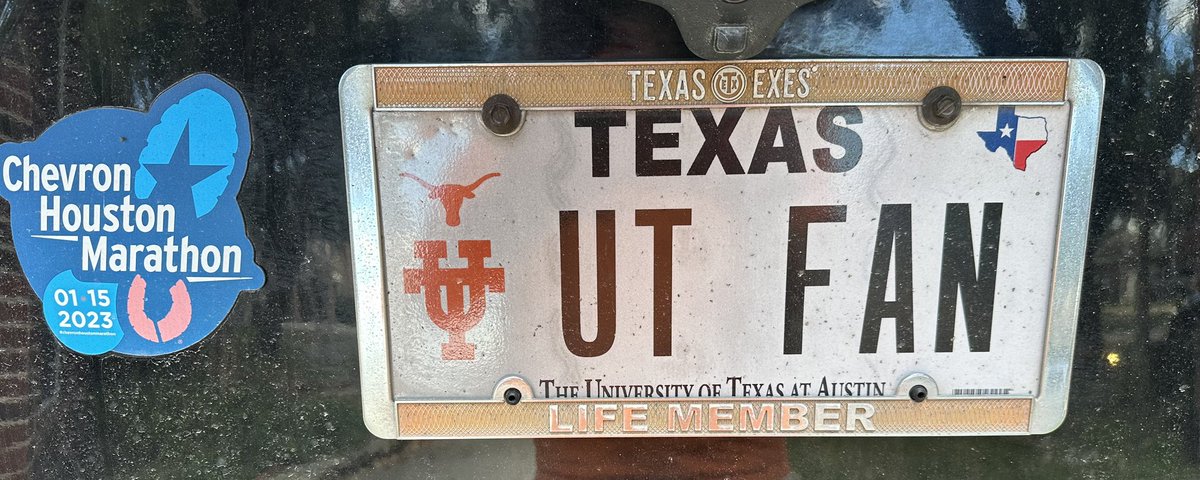 Chevron
Houston
Marathon
01·15
2023
#chevronhoustonmarathon
TEXAS EXES
TEXAS
UT FAN
THE UNIVERSITY OF TEXAS AT AUSTIN
LIFE MEMBER